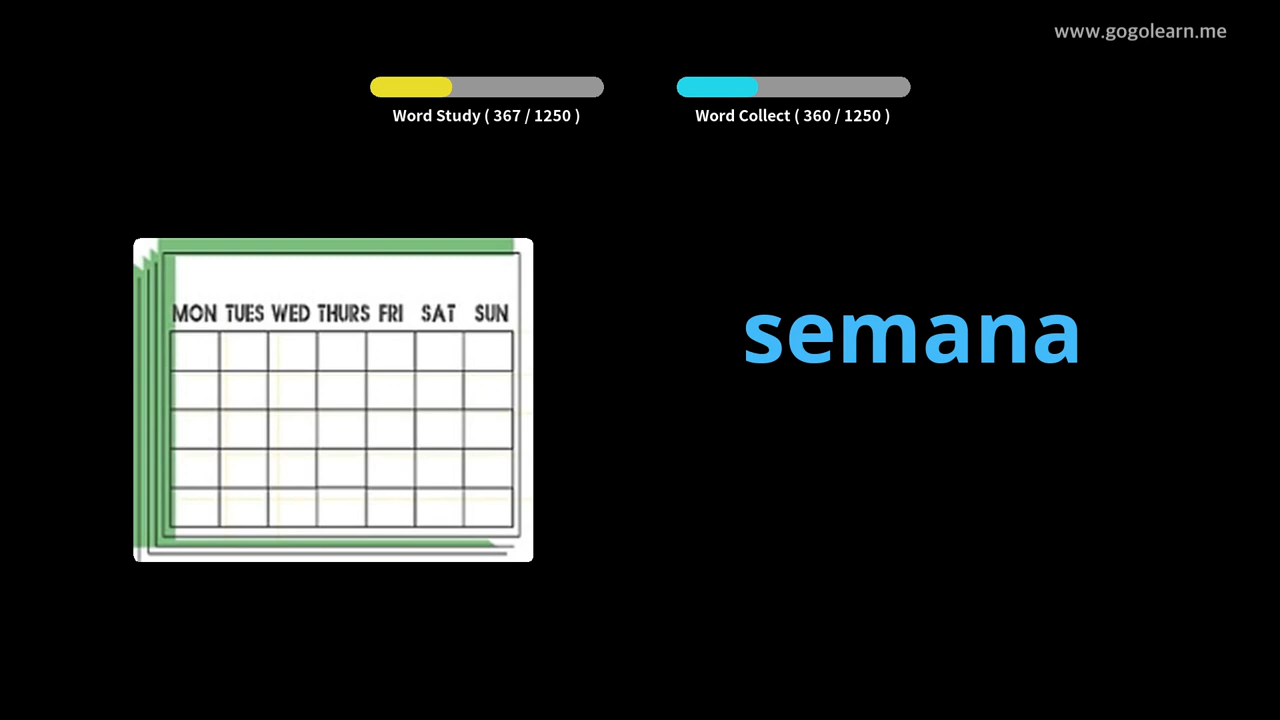 www.gogolearn.me
Word Study ( 367 / 1250 )
Word Collect ( 360 / 1250 )
MON TUES WED THURS FRI SAT SUN
semana